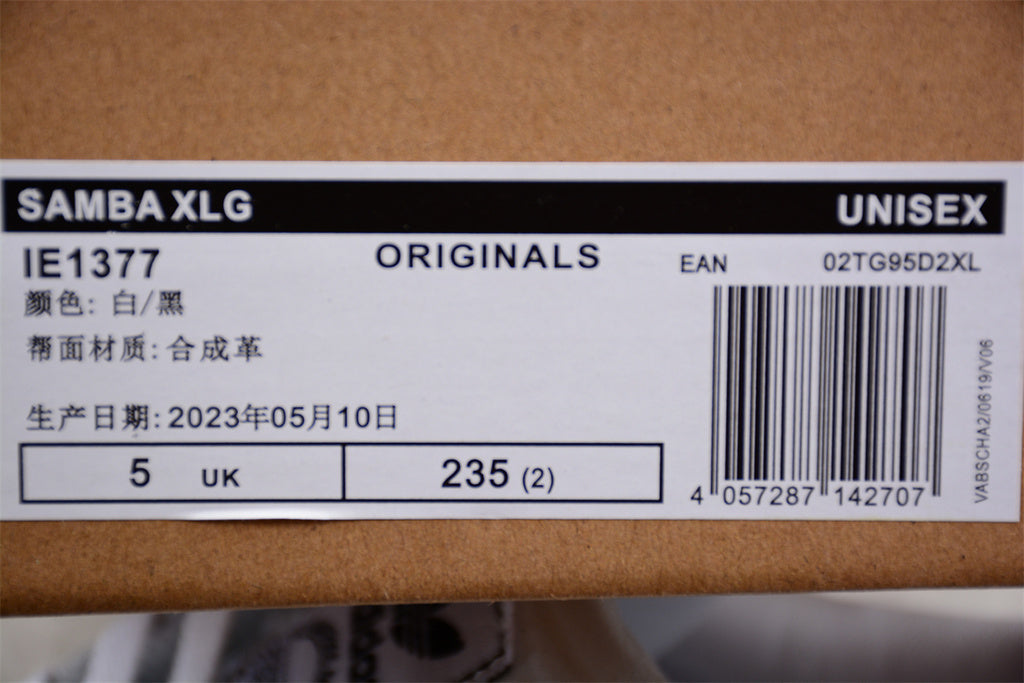 SAMBA XLG
UNISEX
IE1377
ORIGINALS
EAN 02TG95D2XL
颜色: 白/黑
帮面材质: 合成革
生产日期: 2023年05月10日
5 UK
235 (2)
4 057287 142707
VABSCHA2/0619/V06